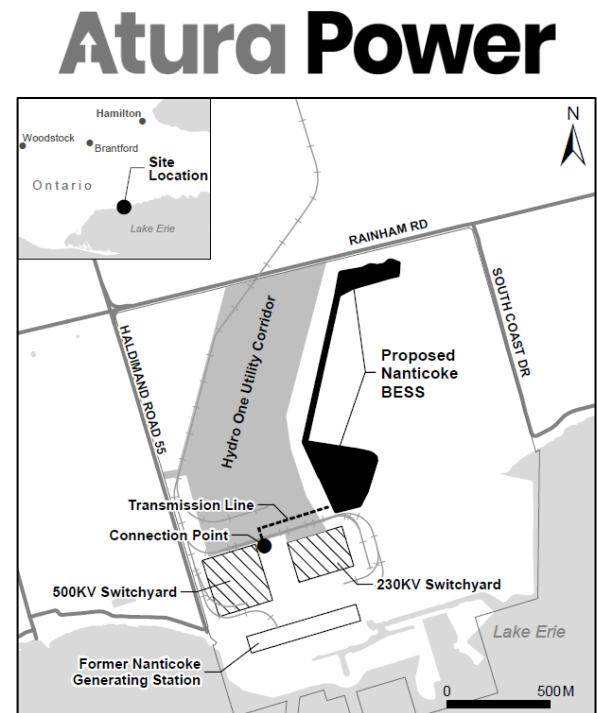 Atura Power
Hamilton
Woodstock
Brantford
Site
Location
Ontario
Lake Erie
N
RAINHAM RD
SOUTH COAST DR
HALDIMAND ROAD 55
Hydro One Utility Corridor
Proposed
Nanticoke
BESS
Transmission Line
Connection Point
500KV Switchyard
230KV Switchyard
Lake Erie
Former Nanticoke
Generating Station
0 500 M